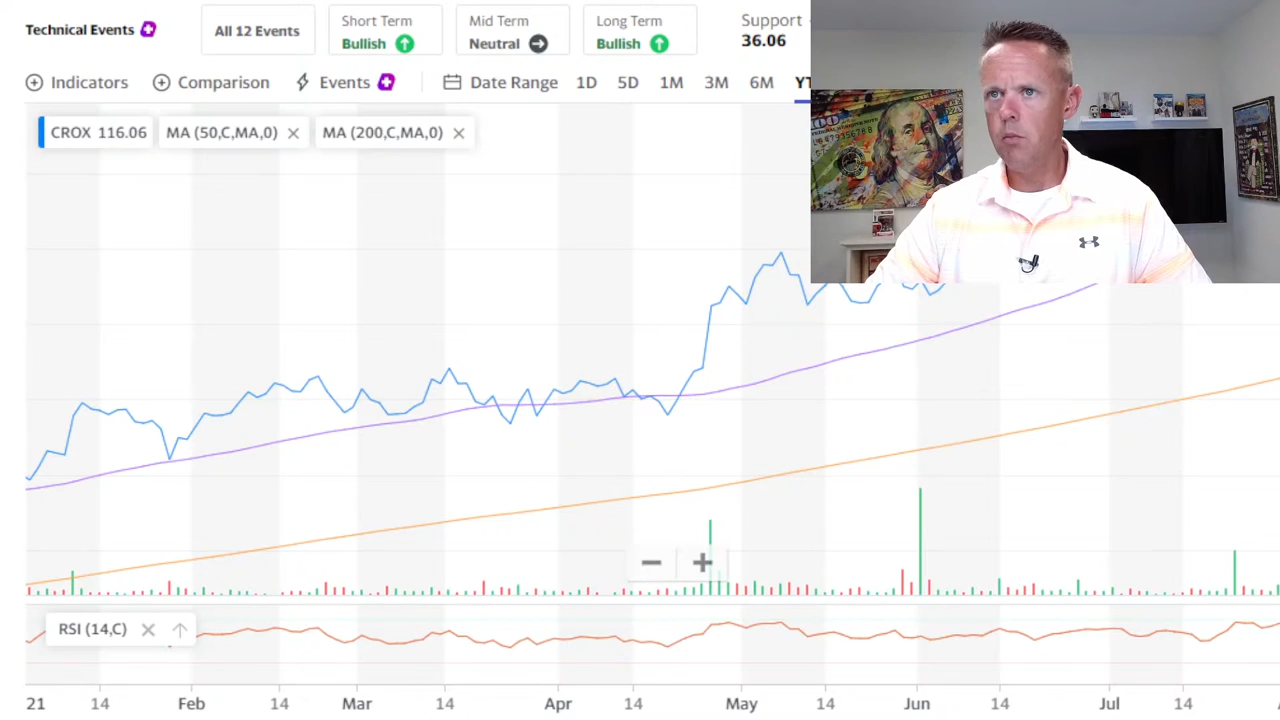 Technical Events
All 12 Events
Short Term
Bullish
Mid Term
Neutral
Long Term
Bullish
Support
36.06
Indicators
Comparison
Events
Date Range
1D
5D
1M
3M
6M
CROX 116.06
MA (50,C,MA,0)
MA (200,C,MA,0)
RSI (14,C)
21
14
Feb
14
Mar
14
Apr
14
May
14
Jun
14
Jul
14